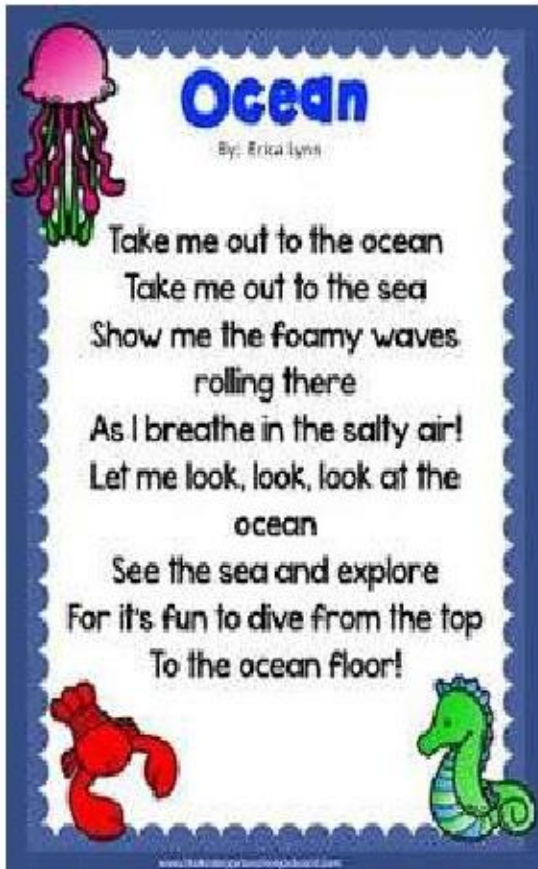 Ocean
By: Erica Lynn
Take me out to the ocean
Take me out to the sea
Show me the foamy waves
rolling there
As I breathe in the salty air!
Let me look, look, look at the
ocean
See the sea and explore
For it's fun to dive from the top
To the ocean floor!